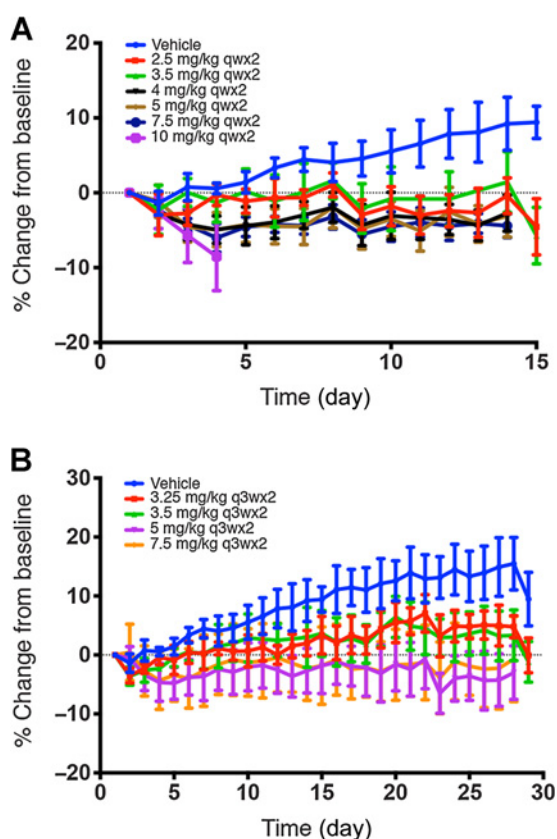 A
% Change from baseline
20
10
0
–10
–20
Vehicle
2.5 mg/kg qwx2
3.5 mg/kg qwx2
4 mg/kg qwx2
5 mg/kg qwx2
7.5 mg/kg qwx2
10 mg/kg qwx2
0 5 10 15
Time (day)
B
% Change from baseline
30
20
10
0
–10
–20
Vehicle
3.25 mg/kg q3wx2
3.5 mg/kg q3wx2
5 mg/kg q3wx2
7.5 mg/kg q3wx2
0 5 10 15 20 25 30
Time (day)